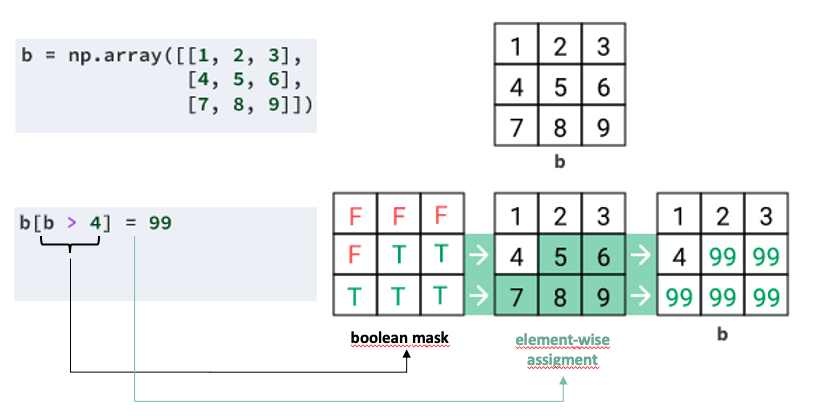 b = np.array([[1, 2, 3],
[4, 5, 6],
[7, 8, 9]])
1 2 3
4 5 6
7 8 9
b
b[b > 4] = 99
F F F
F T T
T T T
boolean mask
1 2 3
4 5 6
7 8 9
element-wise
assigment
1 2 3
4 99 99
99 99 99
b